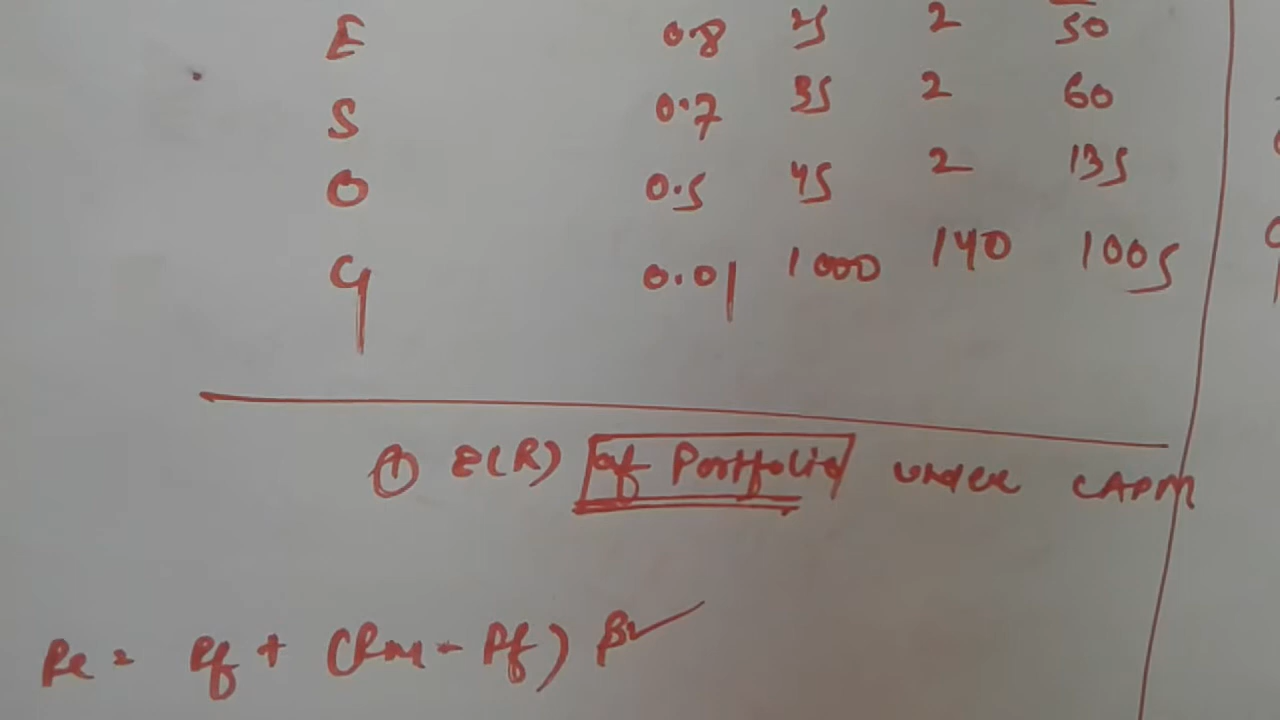 E 0.8 25 2 50
S 0.7 35 2 60
O 0.5 45 2 135
G 0.01 1000 140 1005
① E(R) of Portfolio under CAPM
Re = Rf + (Rm - Rf) β